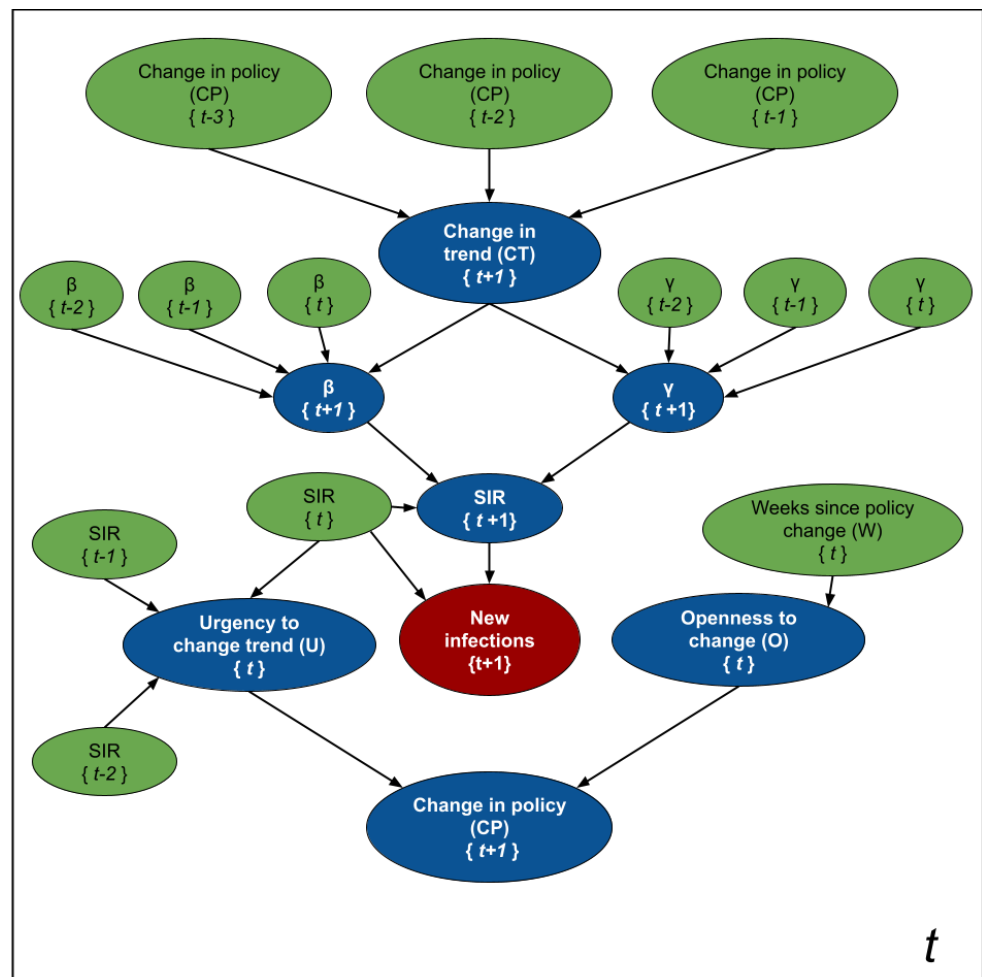 Change in policy
(CP)
{ t-3 }
Change in policy
(CP)
{ t-2 }
Change in policy
(CP)
{ t-1 }
Change in
trend (CT)
{ t+1 }
β
{ t-2 }
β
{ t-1 }
β
{ t }
γ
{ t-2 }
γ
{ t-1 }
γ
{ t }
β
{ t+1 }
γ
{ t +1}
SIR
{ t }
SIR
{ t +1}
Weeks since policy
change (W)
{ t }
SIR
{ t-1 }
Urgency to
change trend (U)
{ t }
New
infections
{t+1}
Openness to
change (O)
{ t }
SIR
{ t-2 }
Change in policy
(CP)
{ t+1 }
t